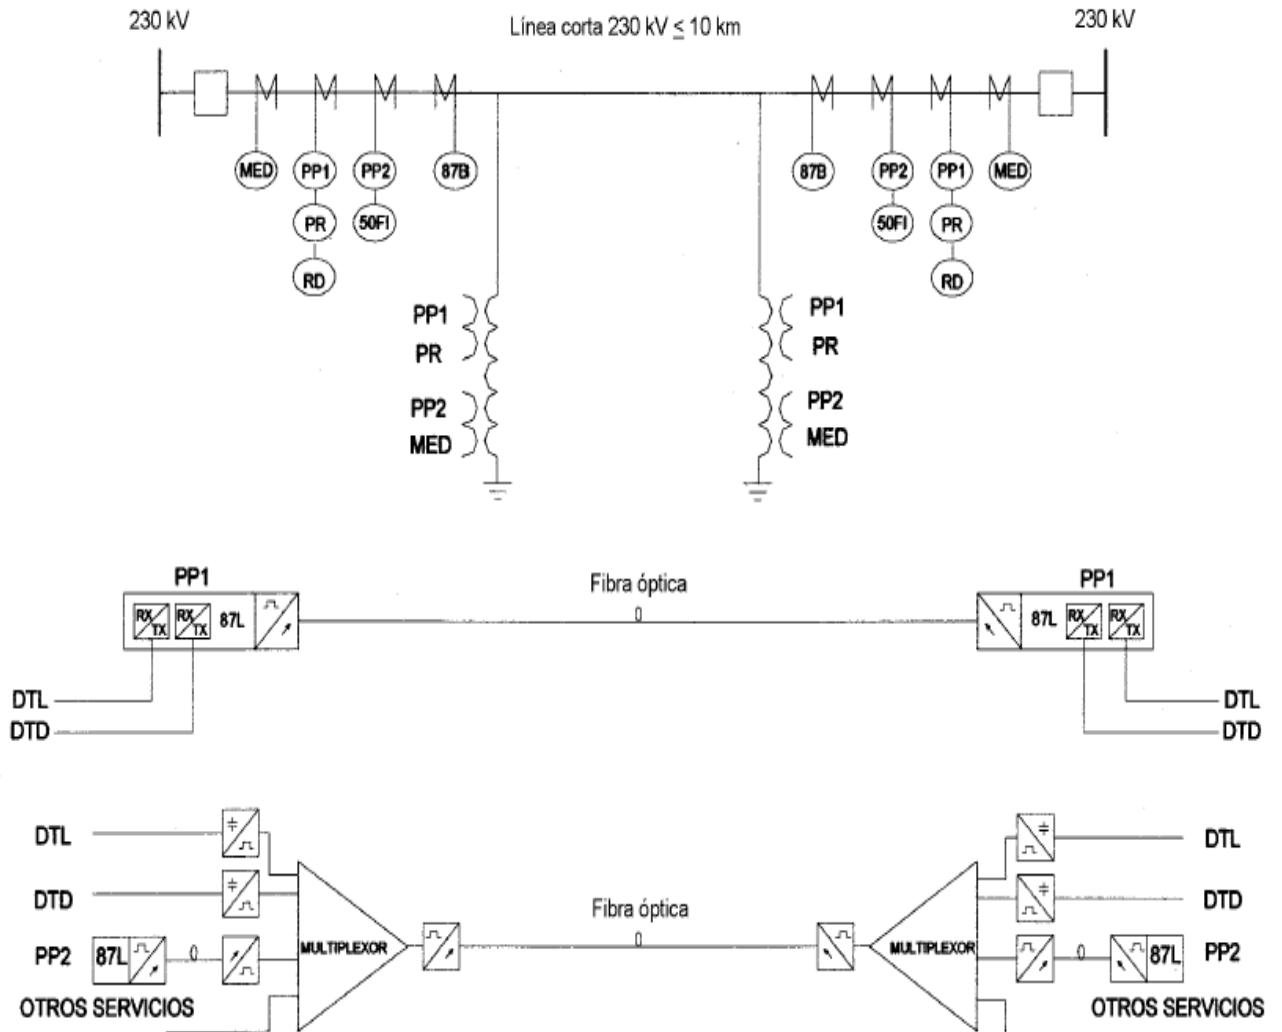 230 kV
Línea corta 230 kV ≤ 10 km
230 kV
MED
PP1
PP2
87B
87B
PP2
PP1
MED
PR
50FI
50FI
PR
RD
RD
PP1
PP1
PR
PR
PP2
PP2
MED
MED
PP1
Fibra óptica
PP1
RX
TX
RX
TX
87L
87L
RX
TX
RX
TX
DTL
DTL
DTD
DTD
DTL
DTL
DTD
Fibra óptica
DTD
PP2
87L
MULTIPLEXOR
MULTIPLEXOR
87L
PP2
OTROS SERVICIOS
OTROS SERVICIOS